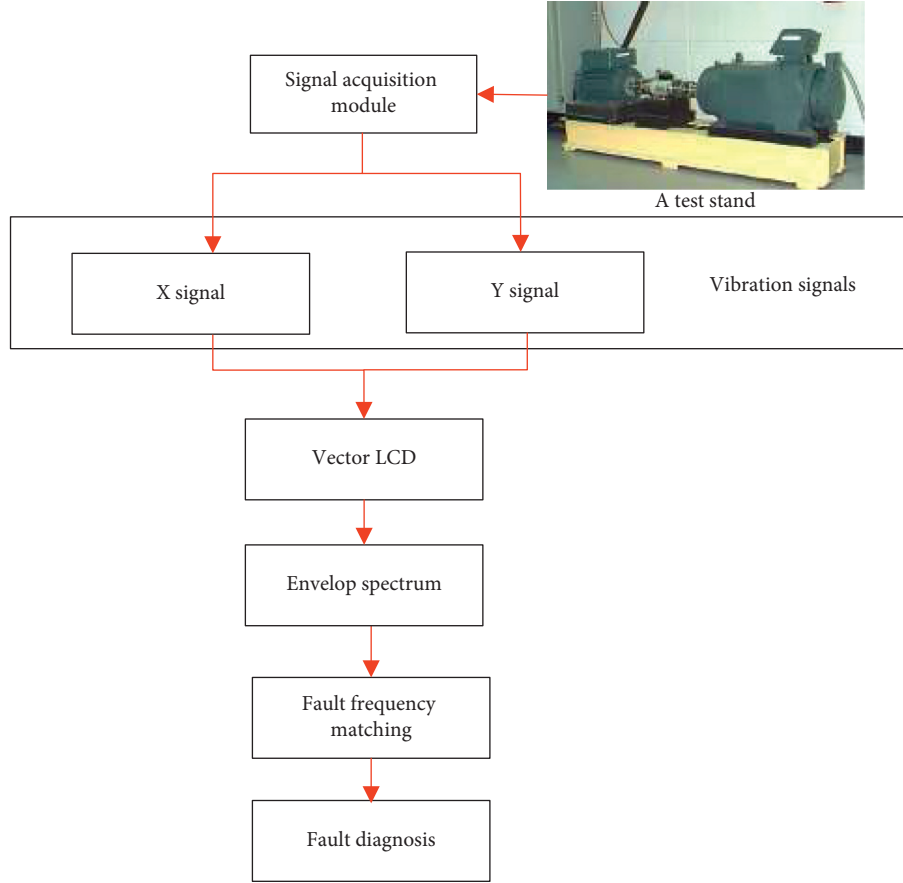 Signal acquisition
module
A test stand
X signal
Y signal
Vibration signals
Vector LCD
Envelop spectrum
Fault frequency
matching
Fault diagnosis